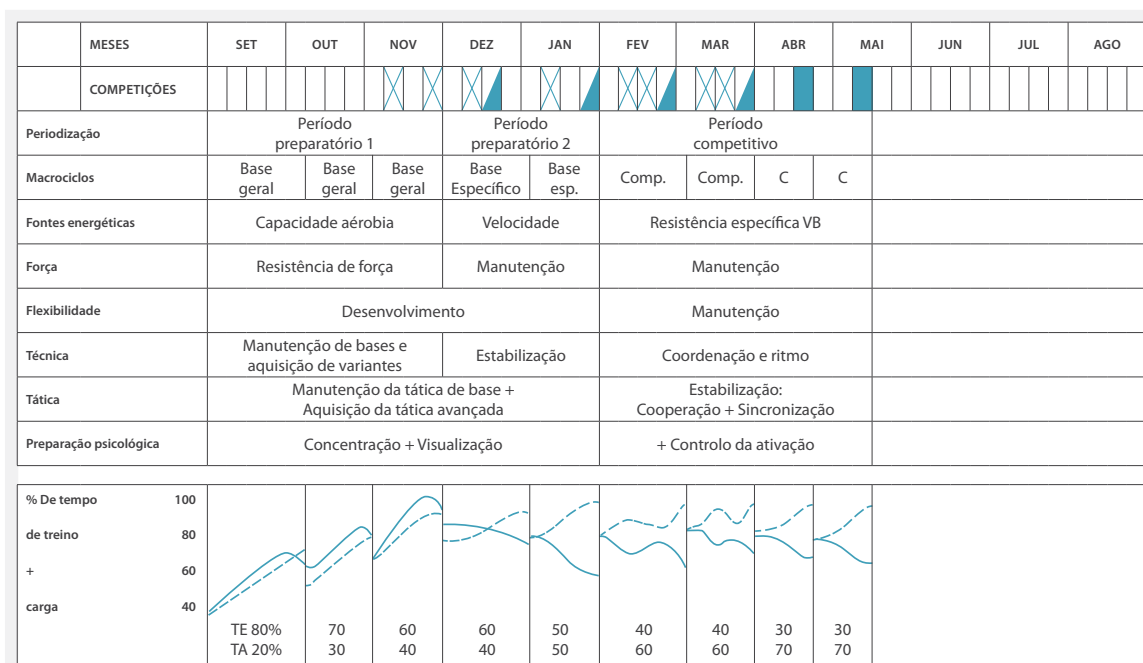 MESES SET OUT NOV DEZ JAN FEV MAR ABR MAI JUN JUL AGO
COMPETIÇÕES
Periodização
Período
preparatório 1
Período
preparatório 2
Período
competitivo
Macrociclos
Base
geral
Base
geral
Base
geral
Base
Específico
Base
esp.
Comp.
Comp.
C
C
Fontes energéticas
Capacidade aérobia
Velocidade
Resistência específica VB
Força
Resistência de força
Manutenção
Manutenção
Flexibilidade
Desenvolvimento
Manutenção
Técnica
Manutenção de bases e
aquisição de variantes
Estabilização
Coordenação e ritmo
Tática
Manutenção da tática de base +
Aquisição da tática avançada
Estabilização:
Cooperação + Sincronização
Preparação psicológica
Concentração + Visualização
+ Controlo da ativação
% De tempo 100
de treino 80
+ 60
carga 40
TE 80% 70 60 60 50 40 40 30 30
TA 20% 30 40 40 50 60 60 70 70